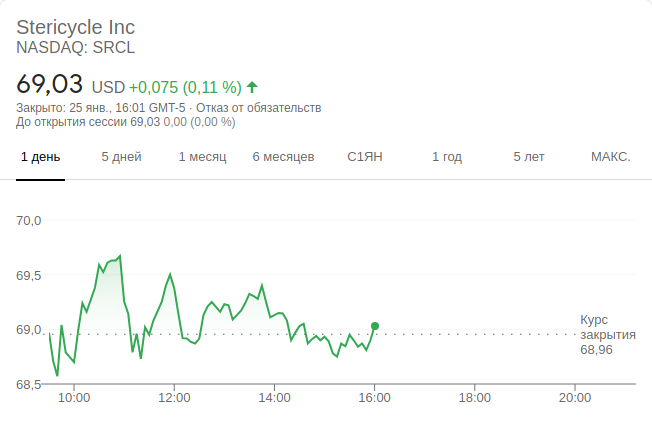 Stericycle Inc
NASDAQ: SRCL
69,03 USD +0,075 (0,11 %)
Закрыто: 25 янв., 16:01 GMT-5 · Отказ от обязательств
До открытия сессии 69,03 0,00 (0,00 %)
1 день 5 дней 1 месяц 6 месяцев С1ЯН 1 год 5 лет МАКС.
70,0
69,5
69,0
68,5
Курс
закрытия
68,96
10:00 12:00 14:00 16:00 18:00 20:00